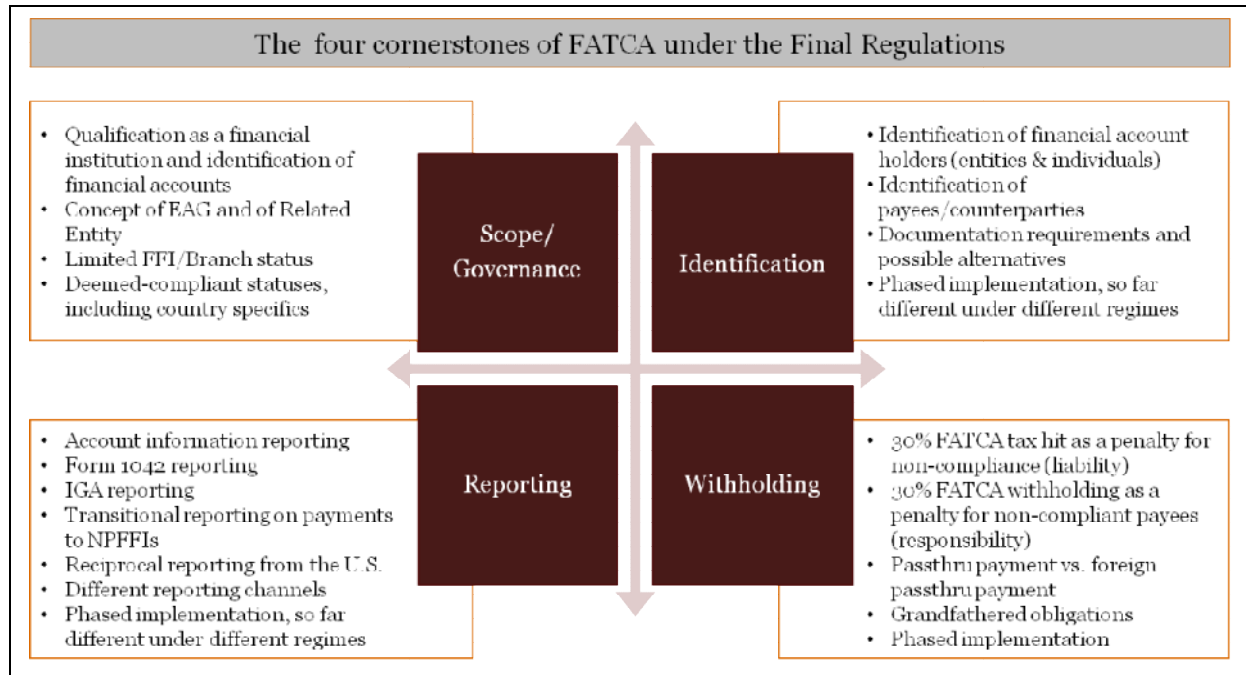 The four cornerstones of FATCA under the Final Regulations
• Qualification as a financial
institution and identification of
financial accounts
• Concept of EAG and of Related
Entity
• Limited FFI/Branch status
• Deemed-compliant statuses,
including country specifics
Scope/
Governance
Identification
• Identification of financial account
holders (entities & individuals)
• Identification of
payees/counterparties
• Documentation requirements and
possible alternatives
• Phased implementation, so far
different under different regimes
• Account information reporting
• Form 1042 reporting
• IGA reporting
• Transitional reporting on payments
to NPFFIs
• Reciprocal reporting from the U.S.
• Different reporting channels
• Phased implementation, so far
different under different regimes
Reporting
Withholding
• 30% FATCA tax hit as a penalty for
non-compliance (liability)
• 30% FATCA withholding as a
penalty for non-compliant payees
(responsibility)
• Passthru payment vs. foreign
passthru payment
• Grandfathered obligations
• Phased implementation